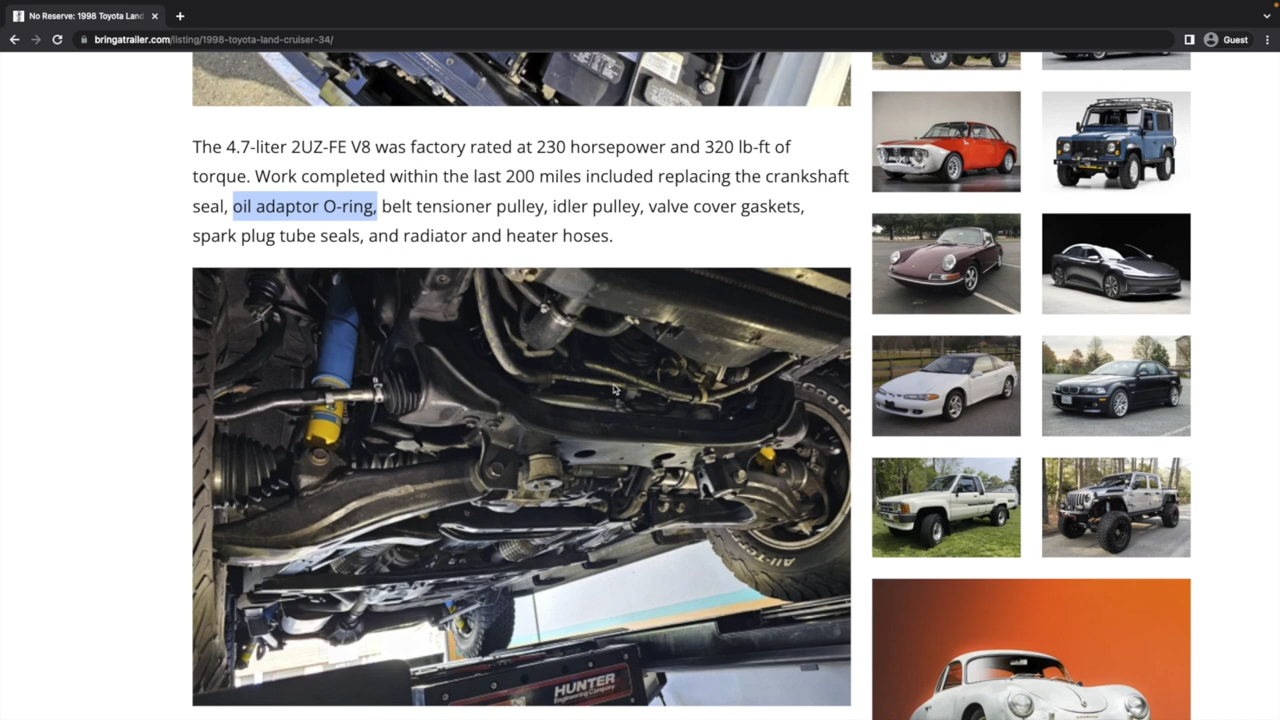 No Reserve: 1998 Toyota Land
bringatrailer.com/listing/1998-toyota-land-cruiser-34/
Guest
The 4.7-liter 2UZ-FE V8 was factory rated at 230 horsepower and 320 lb-ft of
torque. Work completed within the last 200 miles included replacing the crankshaft
seal, oil adaptor O-ring, belt tensioner pulley, idler pulley, valve cover gaskets,
spark plug tube seals, and radiator and heater hoses.
HUNTER
Engineering Company